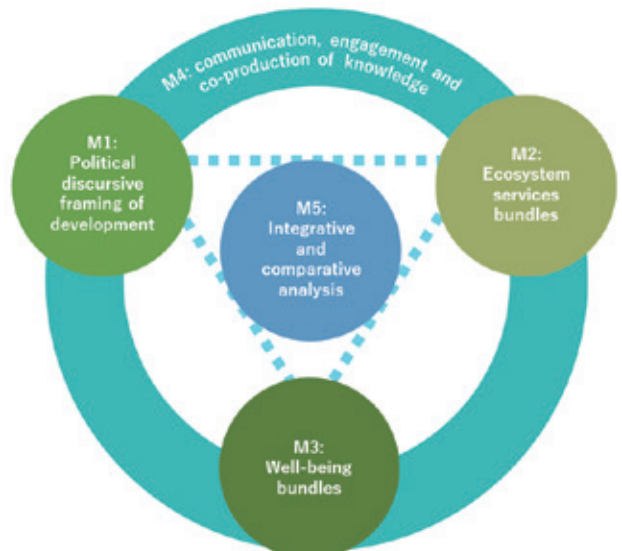 M4: communication, engagement and
co-production of knowledge
M1:
Political
discursive
framing of
development
M2:
Ecosystem
services
bundles
M5:
Integrative
and
comparative
analysis
M3:
Well-being
bundles